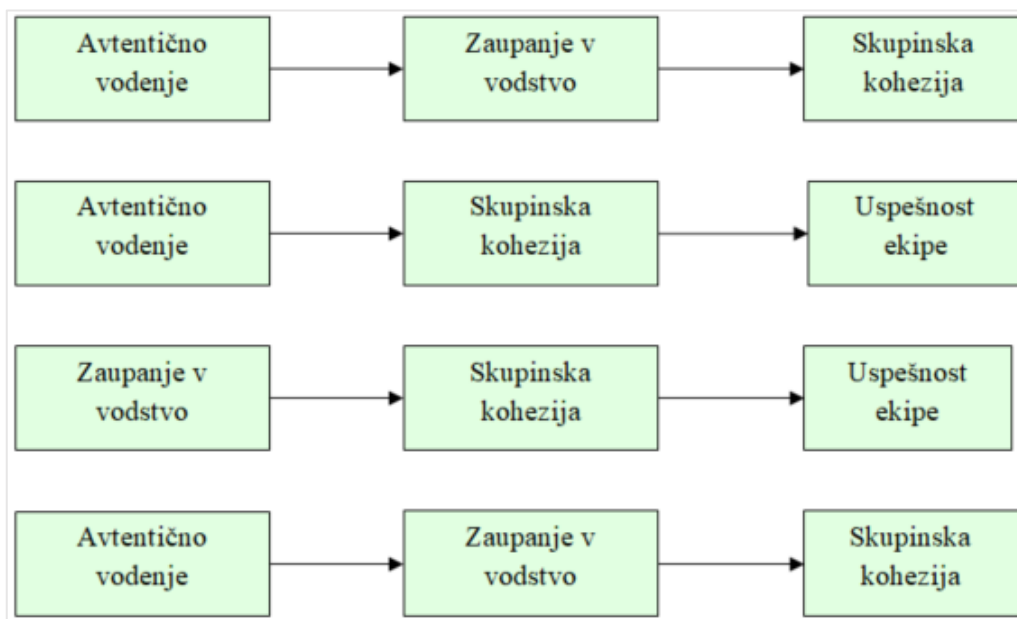 Avtentično
vodenje
Zaupanje v
vodstvo
Skupinska
kohezija
Avtentično
vodenje
Skupinska
kohezija
Uspešnost
ekipe
Zaupanje v
vodstvo
Skupinska
kohezija
Uspešnost
ekipe
Avtentično
vodenje
Zaupanje v
vodstvo
Skupinska
kohezija